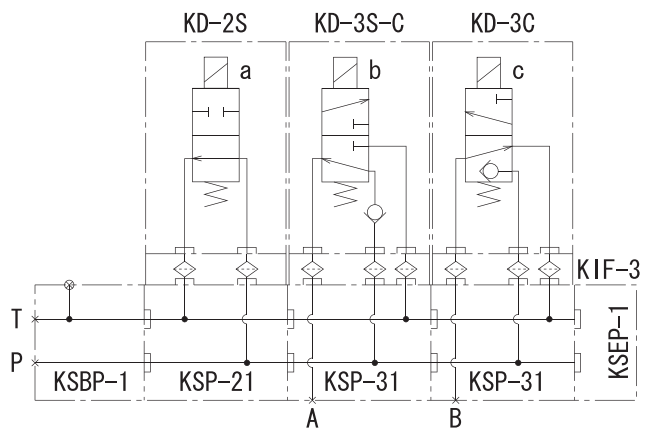 KD-2S KD-3S-C KD-3C
a b c
KIF-3
T
P
KSBP-1 KSP-21 KSP-31 KSP-31 KSEP-1
A B